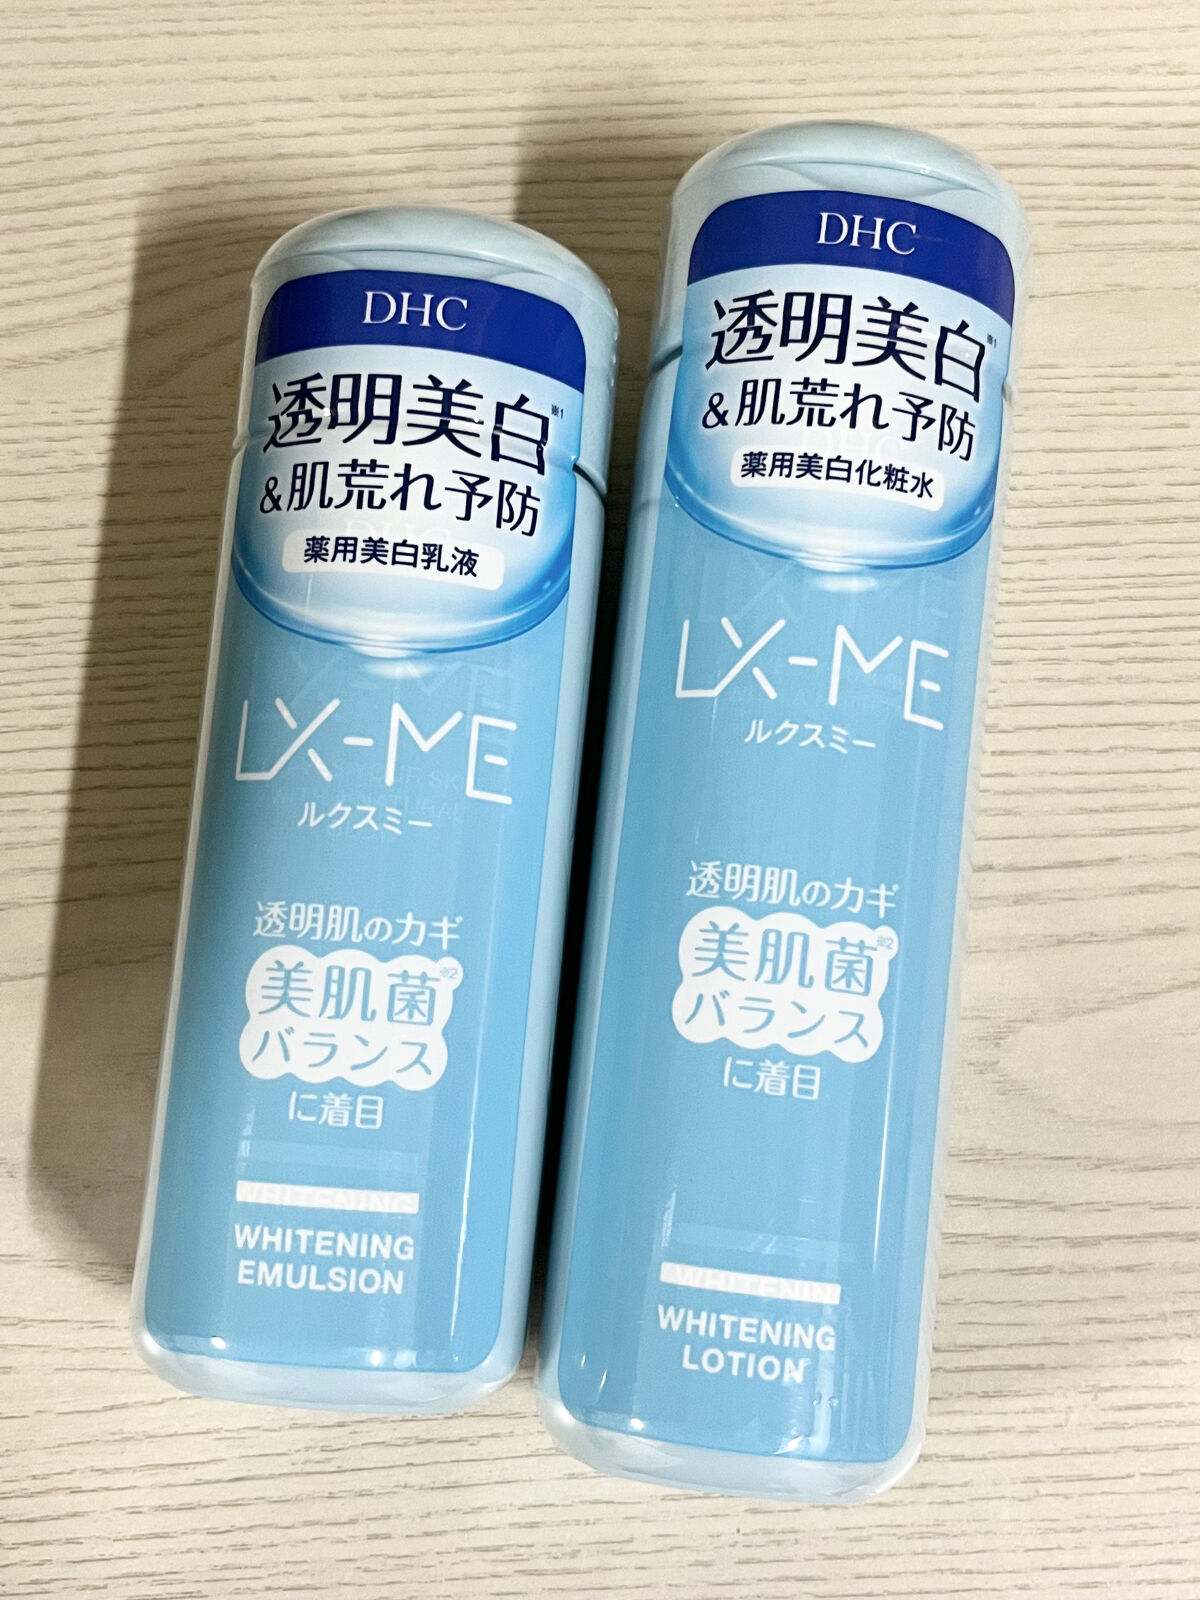 DHC
透明美白※1
&肌荒れ予防
薬用美白乳液
LX-ME
ルクスミー
透明肌のカギ
美肌菌※2
バランス
に着目
WHITENING
WHITENING
EMULSION
DHC
透明美白※1
&肌荒れ予防
薬用美白化粧水
LX-ME
ルクスミー
透明肌のカギ
美肌菌※2
バランス
に着目
WHITENING
LOTION